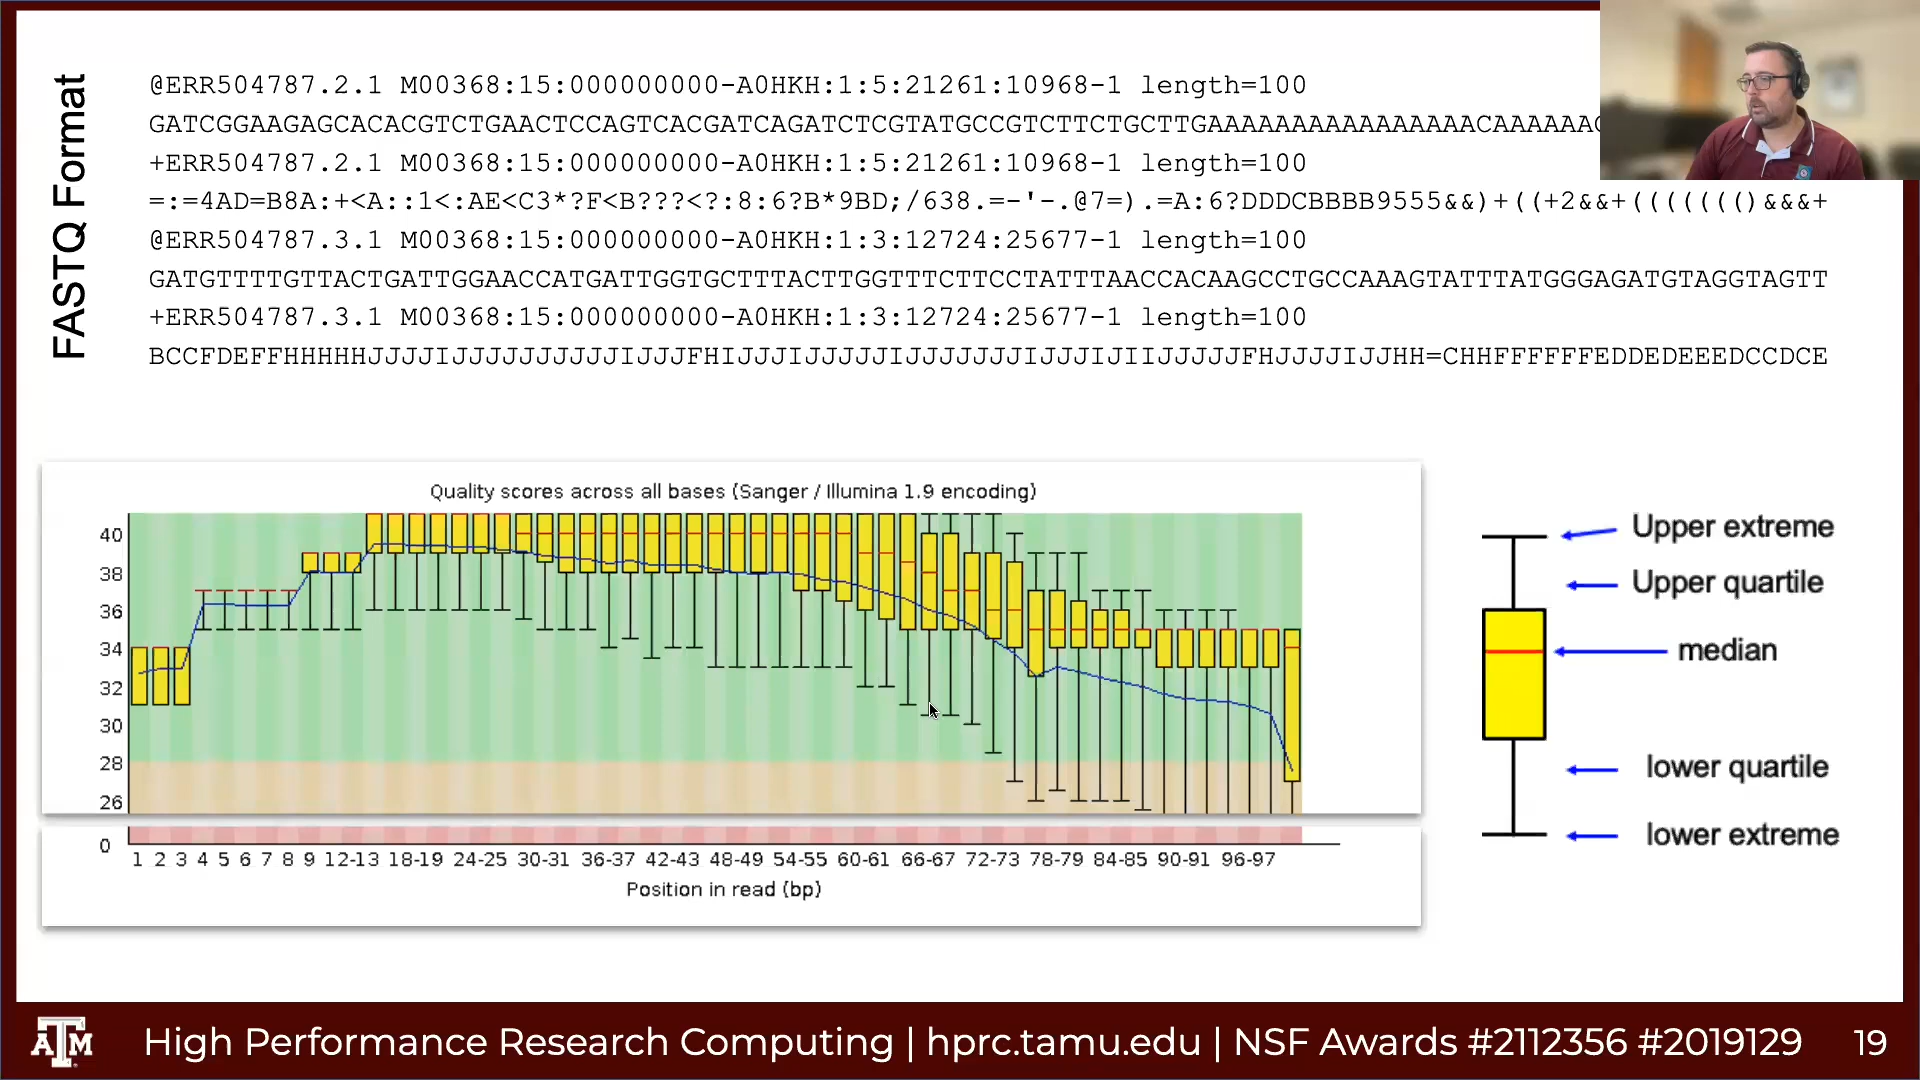 FASTQ Format
@ERR504787.2.1 M00368:15:000000000-A0HKH:1:5:21261:10968-1 length=100
GATCGGAAGAGCACACGTCTGAACTCCAGTCACGATCAGATCTCGTATGCCGTCTTCTGCTTGAAAAAAAAAAAAAAAACAAAAAA
+ERR504787.2.1 M00368:15:000000000-A0HKH:1:5:21261:10968-1 length=100
=:=4AD=B8A:+<A::1<:AE<C3*?F<B???<?:8:6?B*9BD;/638.=-'-.@7=).=A:6?DDDCBBBB9555&&)+((+2&&+((((((()&&&+
@ERR504787.3.1 M00368:15:000000000-A0HKH:1:3:12724:25677-1 length=100
GATGTTTTGTTACTGATTGGAACCATGATTGGTGCTTTACTTGGTTTCTTCCTATTTAACCACAAGCCTGCCAAAGTATTTATGGGAGATGTAGGTAGTT
+ERR504787.3.1 M00368:15:000000000-A0HKH:1:3:12724:25677-1 length=100
BCCFDEFFHHHHHJJJJIJJJJJJJJJJIJJJFHIJJJIJJJJJIJJJJJJJIJJJIJIIJJJJJFHJJJJIJJHH=CHHFFFFFFEDDEDEEEDCCDCE
Quality scores across all bases (Sanger / Illumina 1.9 encoding)
40
38
36
34
32
30
28
26
0
1 2 3 4 5 6 7 8 9 12-13 18-19 24-25 30-31 36-37 42-43 48-49 54-55 60-61 66-67 72-73 78-79 84-85 90-91 96-97
Position in read (bp)
Upper extreme
Upper quartile
median
lower quartile
lower extreme
ATM High Performance Research Computing | hprc.tamu.edu | NSF Awards #2112356 #2019129 19